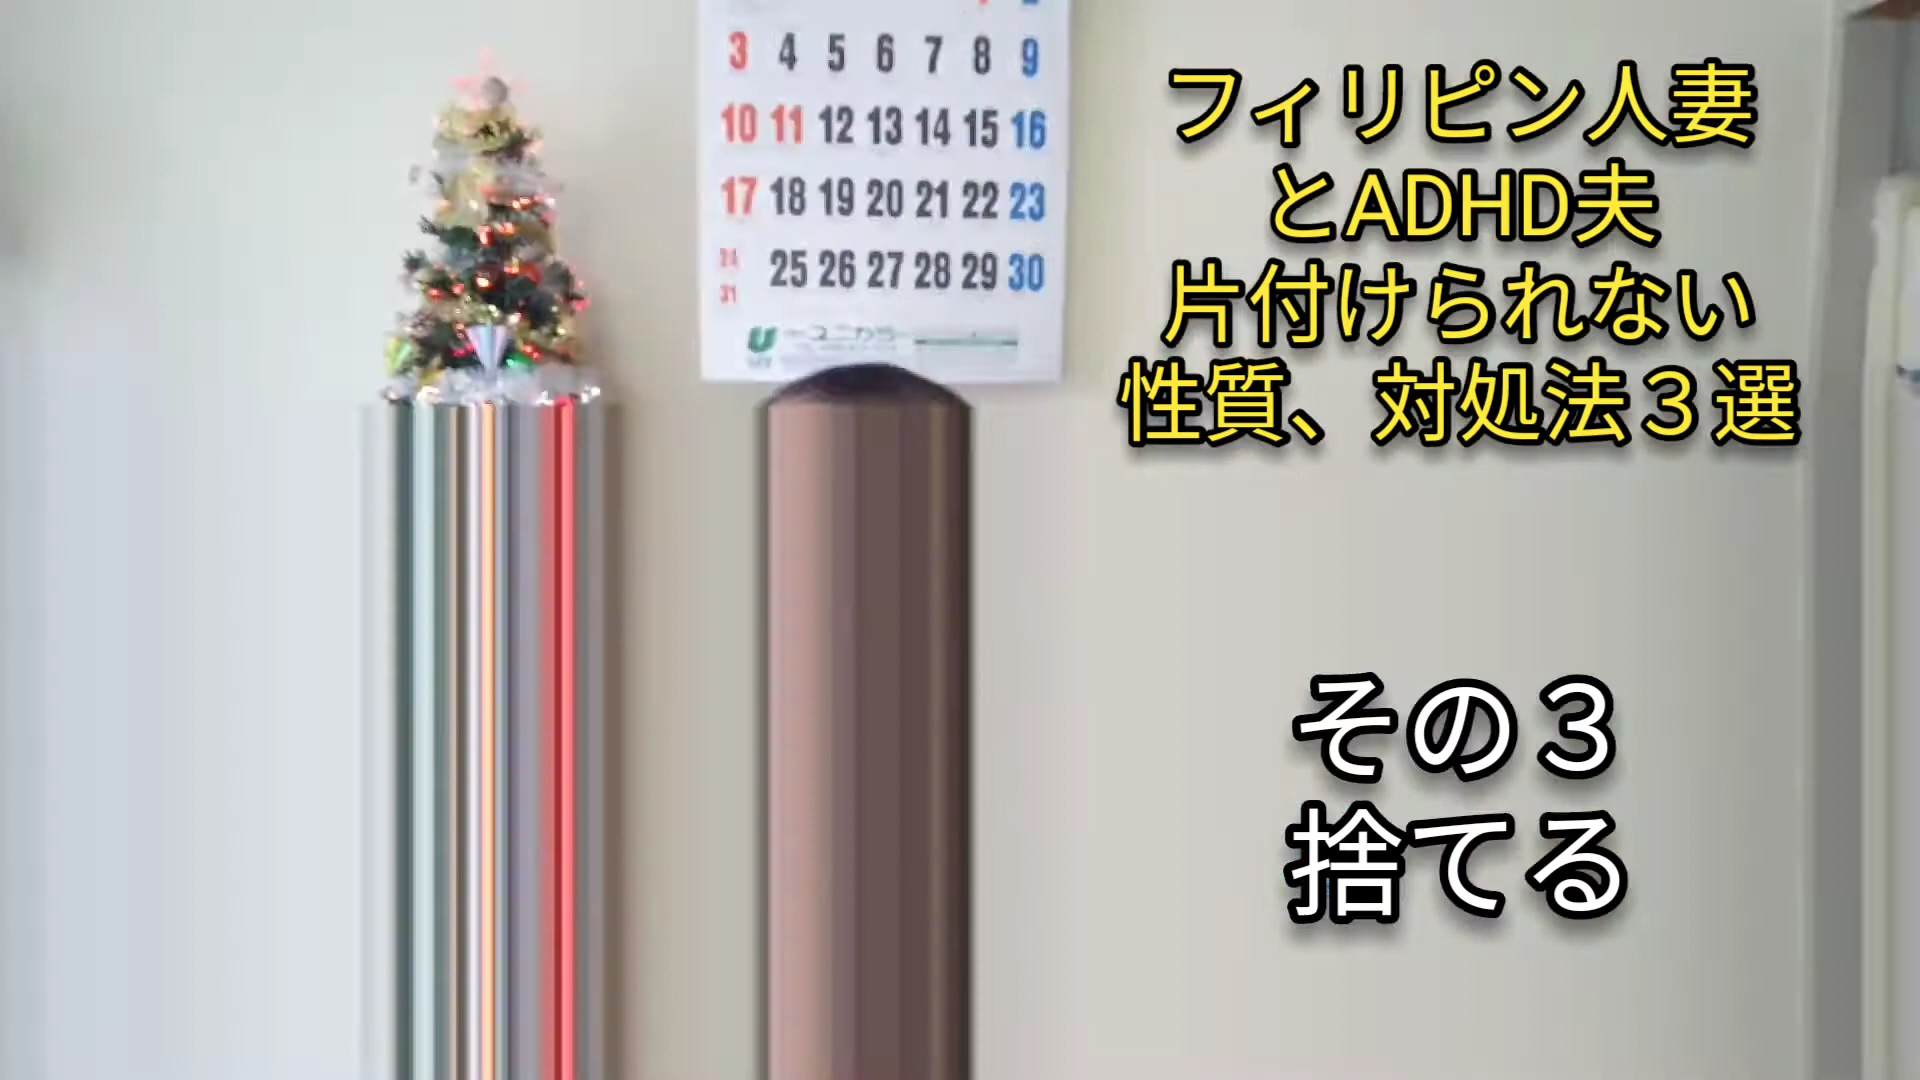 3 4 5 6 7 8 9
10 11 12 13 14 15 16
17 18 19 20 21 22 23
24 25 26 27 28 29 30
31
フィリピン人妻
とADHD夫
片付けられない
性質、対処法３選
その３
捨てる